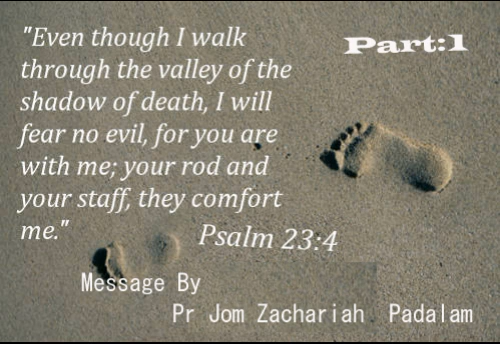 "Even though I walk
through the valley of the
shadow of death, I will
fear no evil, for you are
with me; your rod and
your staff, they comfort
me."
Psalm 23:4
Part:1
Message By
Pr Jom Zachariah Padalam